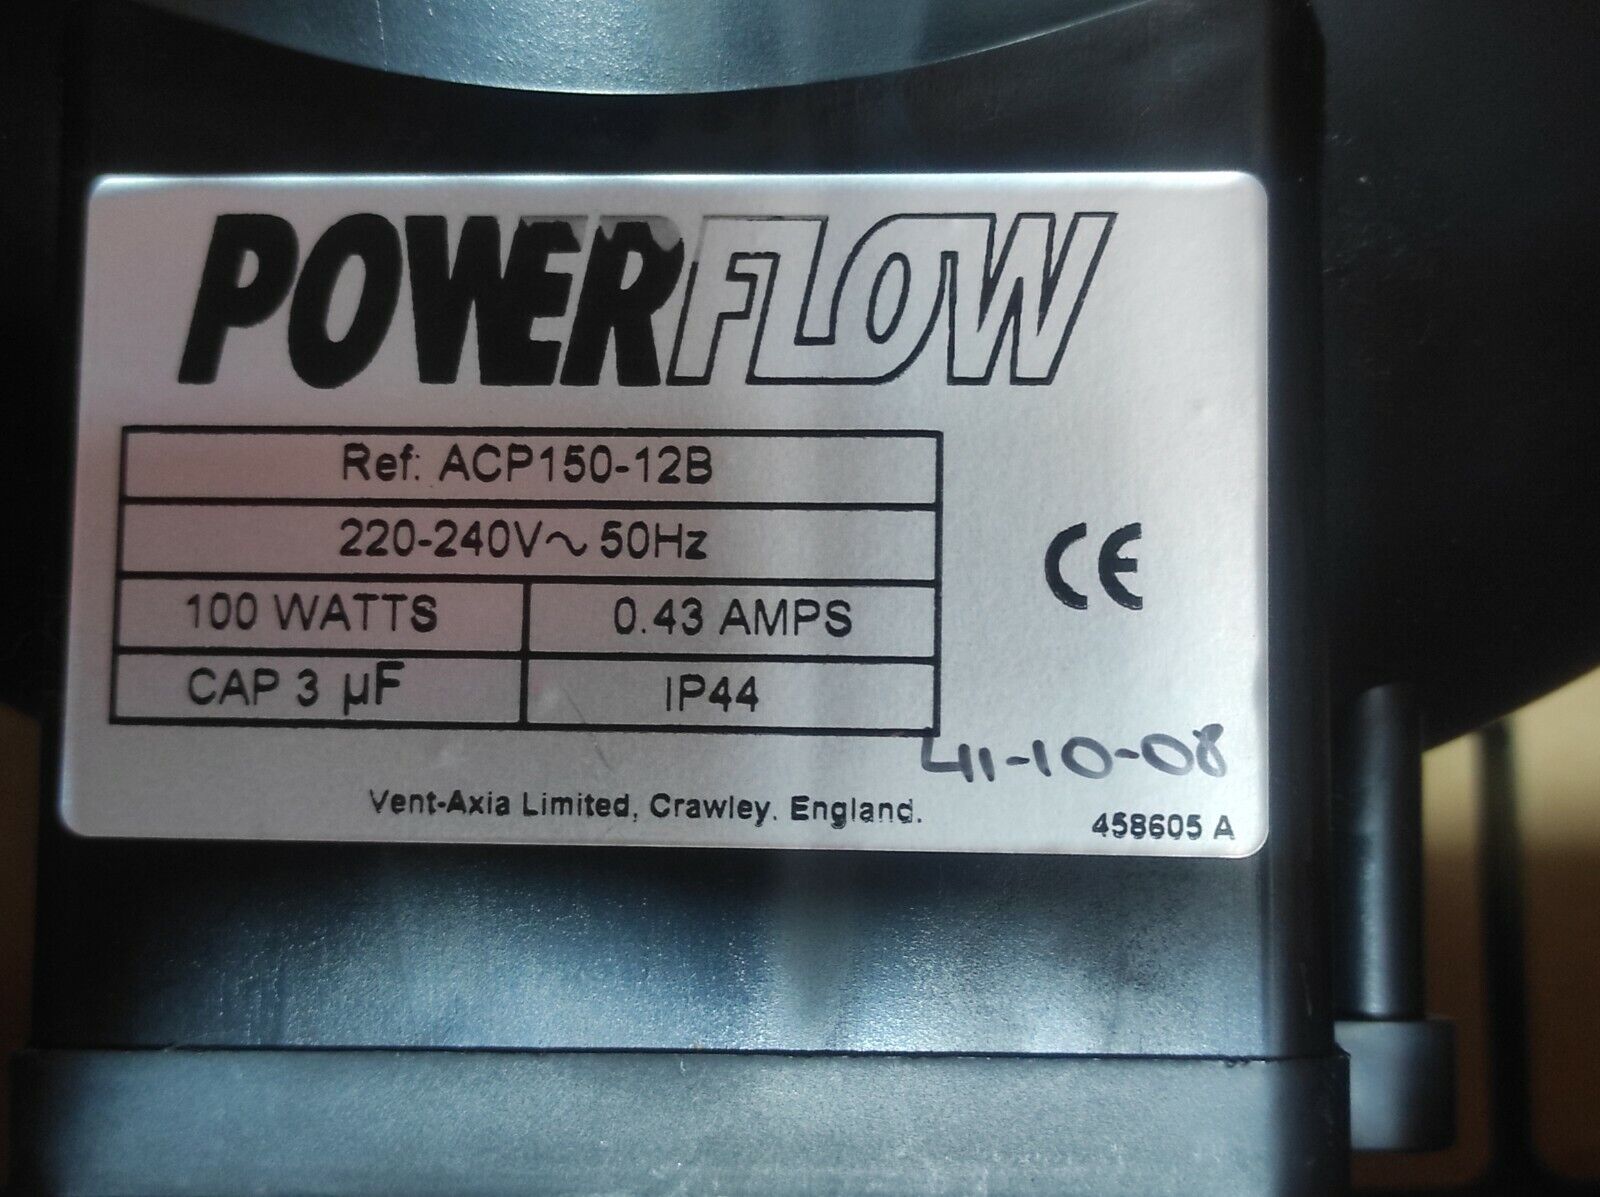 POWERFLOW
Ref: ACP150-12B
220-240V~ 50Hz
100 WATTS 0.43 AMPS
CAP 3 µF IP44
CE
41-10-08
Vent-Axia Limited, Crawley. England.
458605 A